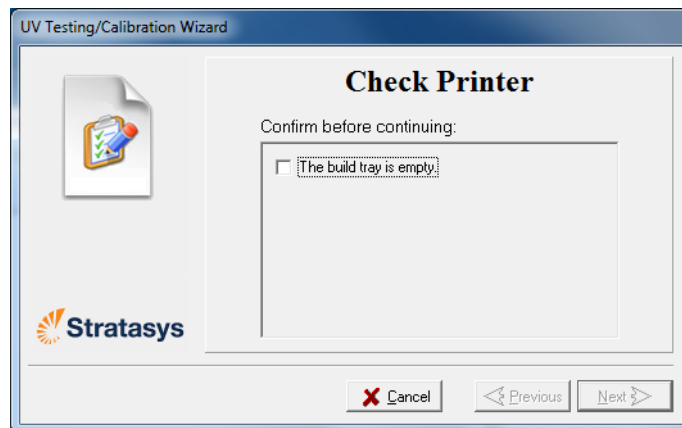 UV Testing/Calibration Wizard
Check Printer
Confirm before continuing:
The build tray is empty.
Stratasys
Cancel
Previous
Next